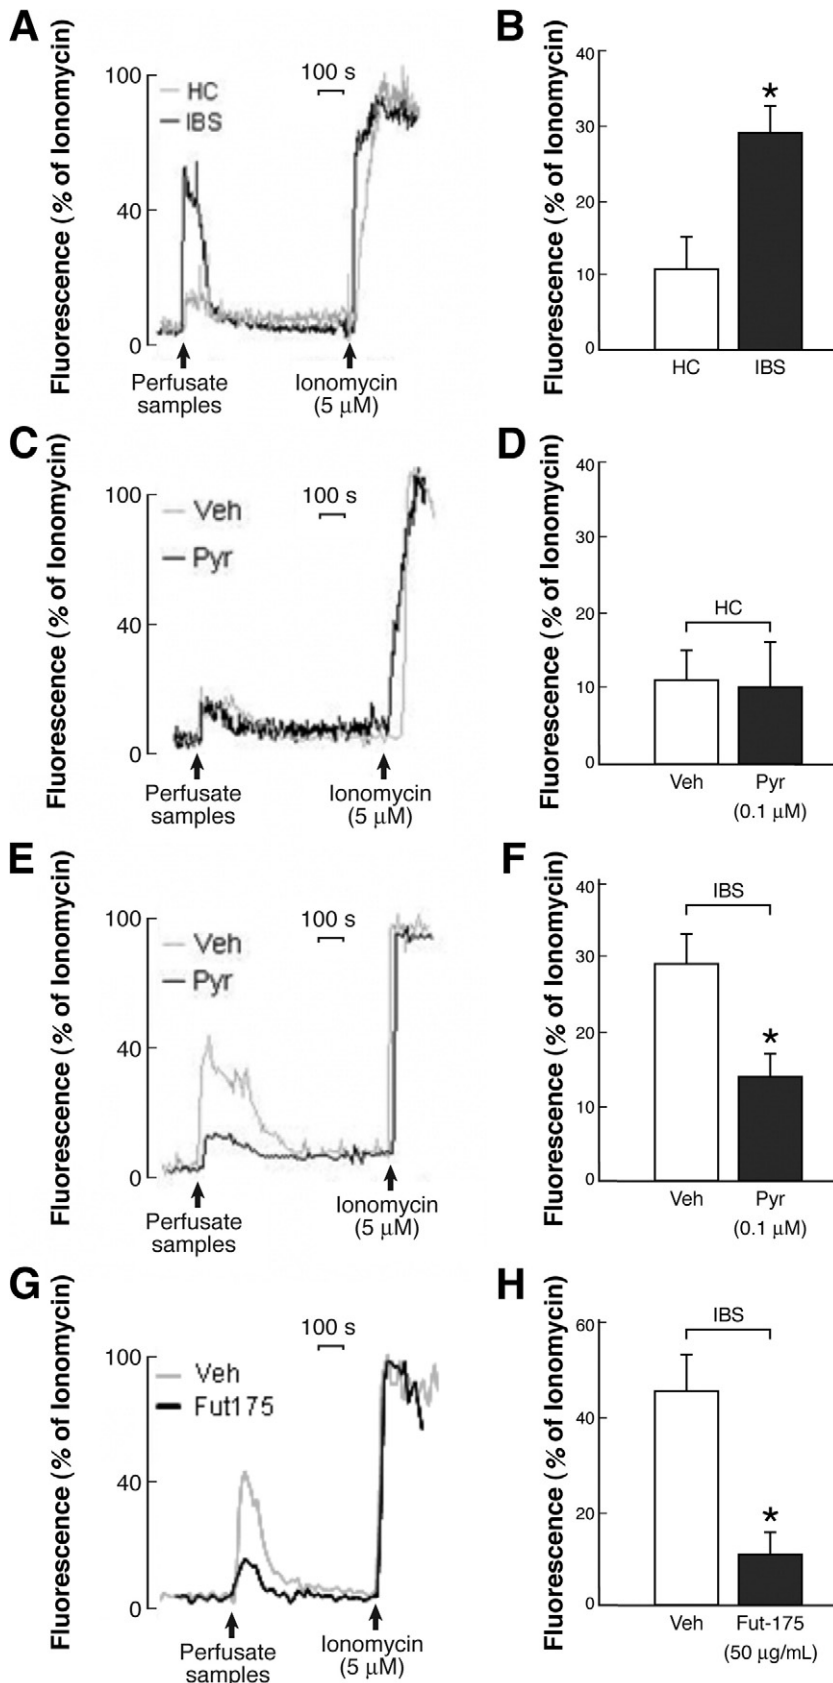 A
Fluorescence (% of Ionomycin)
100
40
0
100 s
HC
IBS
Perfusate
samples
Ionomycin
(5 µM)
B
Fluorescence (% of Ionomycin)
40
30
20
10
0
*
HC
IBS
C
Fluorescence (% of Ionomycin)
100
40
0
100 s
Veh
Pyr
Perfusate
samples
Ionomycin
(5 µM)
D
Fluorescence (% of Ionomycin)
40
30
20
10
0
HC
Veh
Pyr
(0.1 µM)
E
Fluorescence (% of Ionomycin)
100
40
0
100 s
Veh
Pyr
Perfusate
samples
Ionomycin
(5 µM)
F
Fluorescence (% of Ionomycin)
40
30
20
10
0
IBS
*
Veh
Pyr
(0.1 µM)
G
Fluorescence (% of Ionomycin)
100
40
0
100 s
Veh
Fut175
Perfusate
samples
Ionomycin
(5 µM)
H
Fluorescence (% of Ionomycin)
60
40
20
0
IBS
*
Veh
Fut-175
(50 µg/mL)